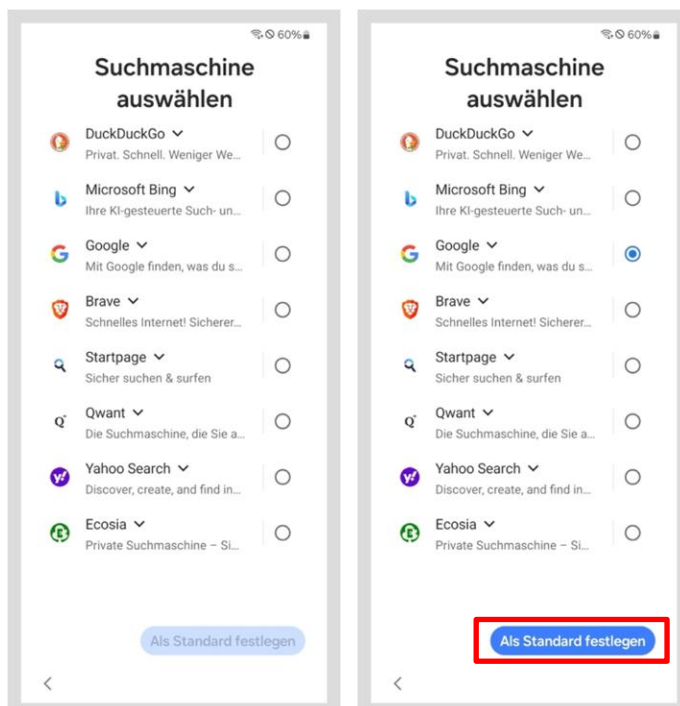 60%
Suchmaschine
auswählen
DuckDuckGo
Privat. Schnell. Weniger We...
Microsoft Bing
Ihre KI-gesteuerte Such- un...
Google
Mit Google finden, was du s...
Brave
Schnelles Internet! Sicherer...
Startpage
Sicher suchen & surfen
Qwant
Die Suchmaschine, die Sie a...
Yahoo Search
Discover, create, and find in...
Ecosia
Private Suchmaschine – Si...
Als Standard festlegen
60%
Suchmaschine
auswählen
DuckDuckGo
Privat. Schnell. Weniger We...
Microsoft Bing
Ihre KI-gesteuerte Such- un...
Google
Mit Google finden, was du s...
Brave
Schnelles Internet! Sicherer...
Startpage
Sicher suchen & surfen
Qwant
Die Suchmaschine, die Sie a...
Yahoo Search
Discover, create, and find in...
Ecosia
Private Suchmaschine – Si...
Als Standard festlegen